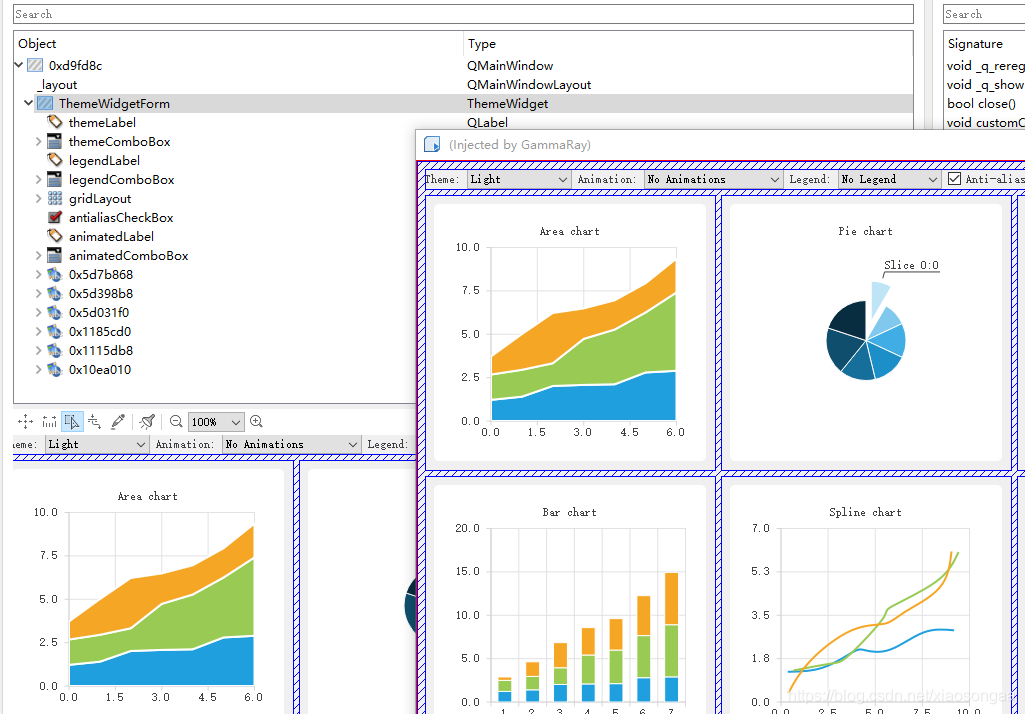 Search
Search
Object Type
Signature
0xd9fd8c QMainWindow
void _q_rereg
_layout QMainWindowLayout
void _q_show
ThemeWidgetForm ThemeWidget
bool close()
themeLabel QLabel
void customC
themeComboBox
legendLabel
legendComboBox
gridLayout
antialiasCheckBox
animatedLabel
animatedComboBox
0x5d7b868
0x5d398b8
0x5d031f0
0x1185cd0
0x1115db8
0x10ea010
100%
eme: Light Animation: No Animations Legend:
Area chart
10.0
7.5
5.0
2.5
0.0
0.0 1.5 3.0 4.5 6.0
(Injected by GammaRay)
Theme: Light Animation: No Animations Legend: No Legend Anti-alias
Area chart
10.0
7.5
5.0
2.5
0.0
0.0 1.5 3.0 4.5 6.0
Pie chart
Slice 0:0
Bar chart
20.0
15.0
10.0
5.0
0.0
1 2 3 4 5 6 7
Spline chart
7.0
5.3
3.5
1.8
0.0
0.0 2.5 5.0 7.5 10.0